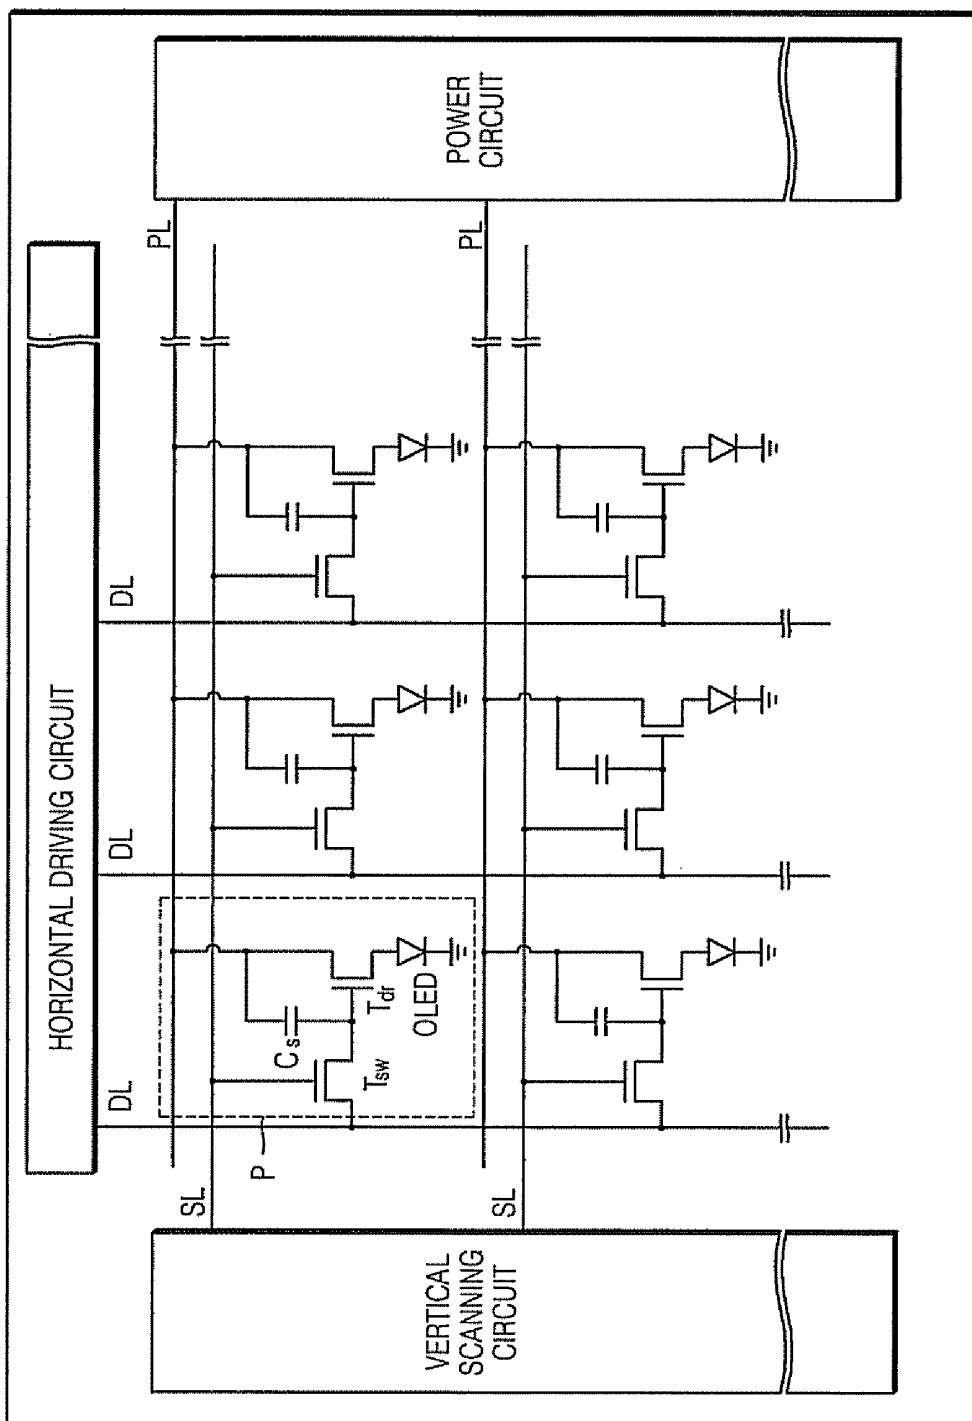 HORIZONTAL DRIVING CIRCUIT
DL
DL
DL
PL
SL
Cs
Tsw
Tdr
OLED
P
PL
SL
VERTICAL
SCANNING
CIRCUIT
POWER
CIRCUIT